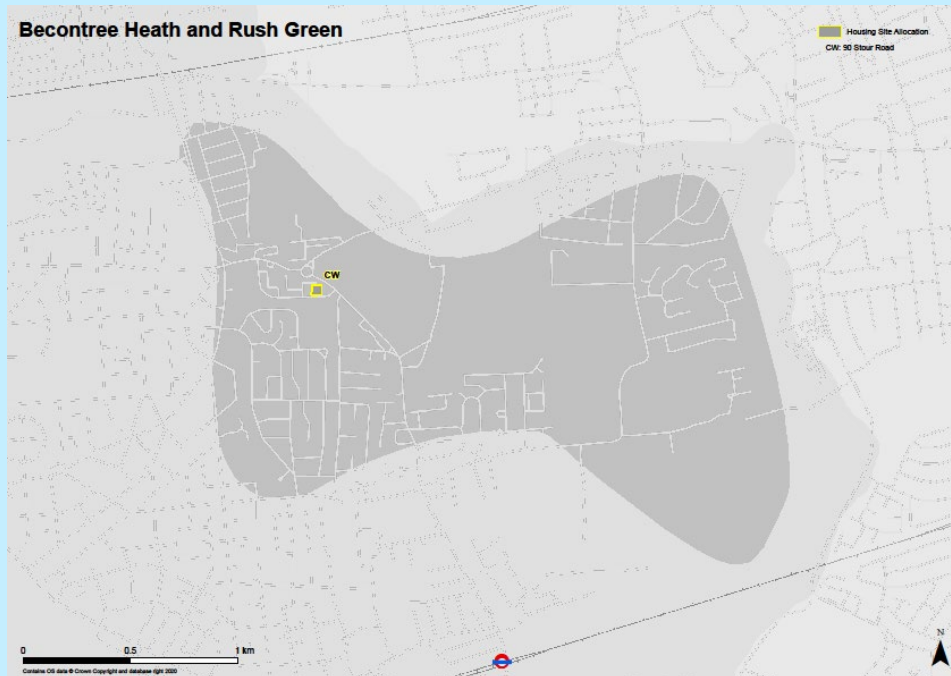 Becontree Heath and Rush Green
Housing Site Allocation
CW: 90 Stour Road
CW
0 0.5 1 km
Contains OS data © Crown Copyright and database right 2020
N